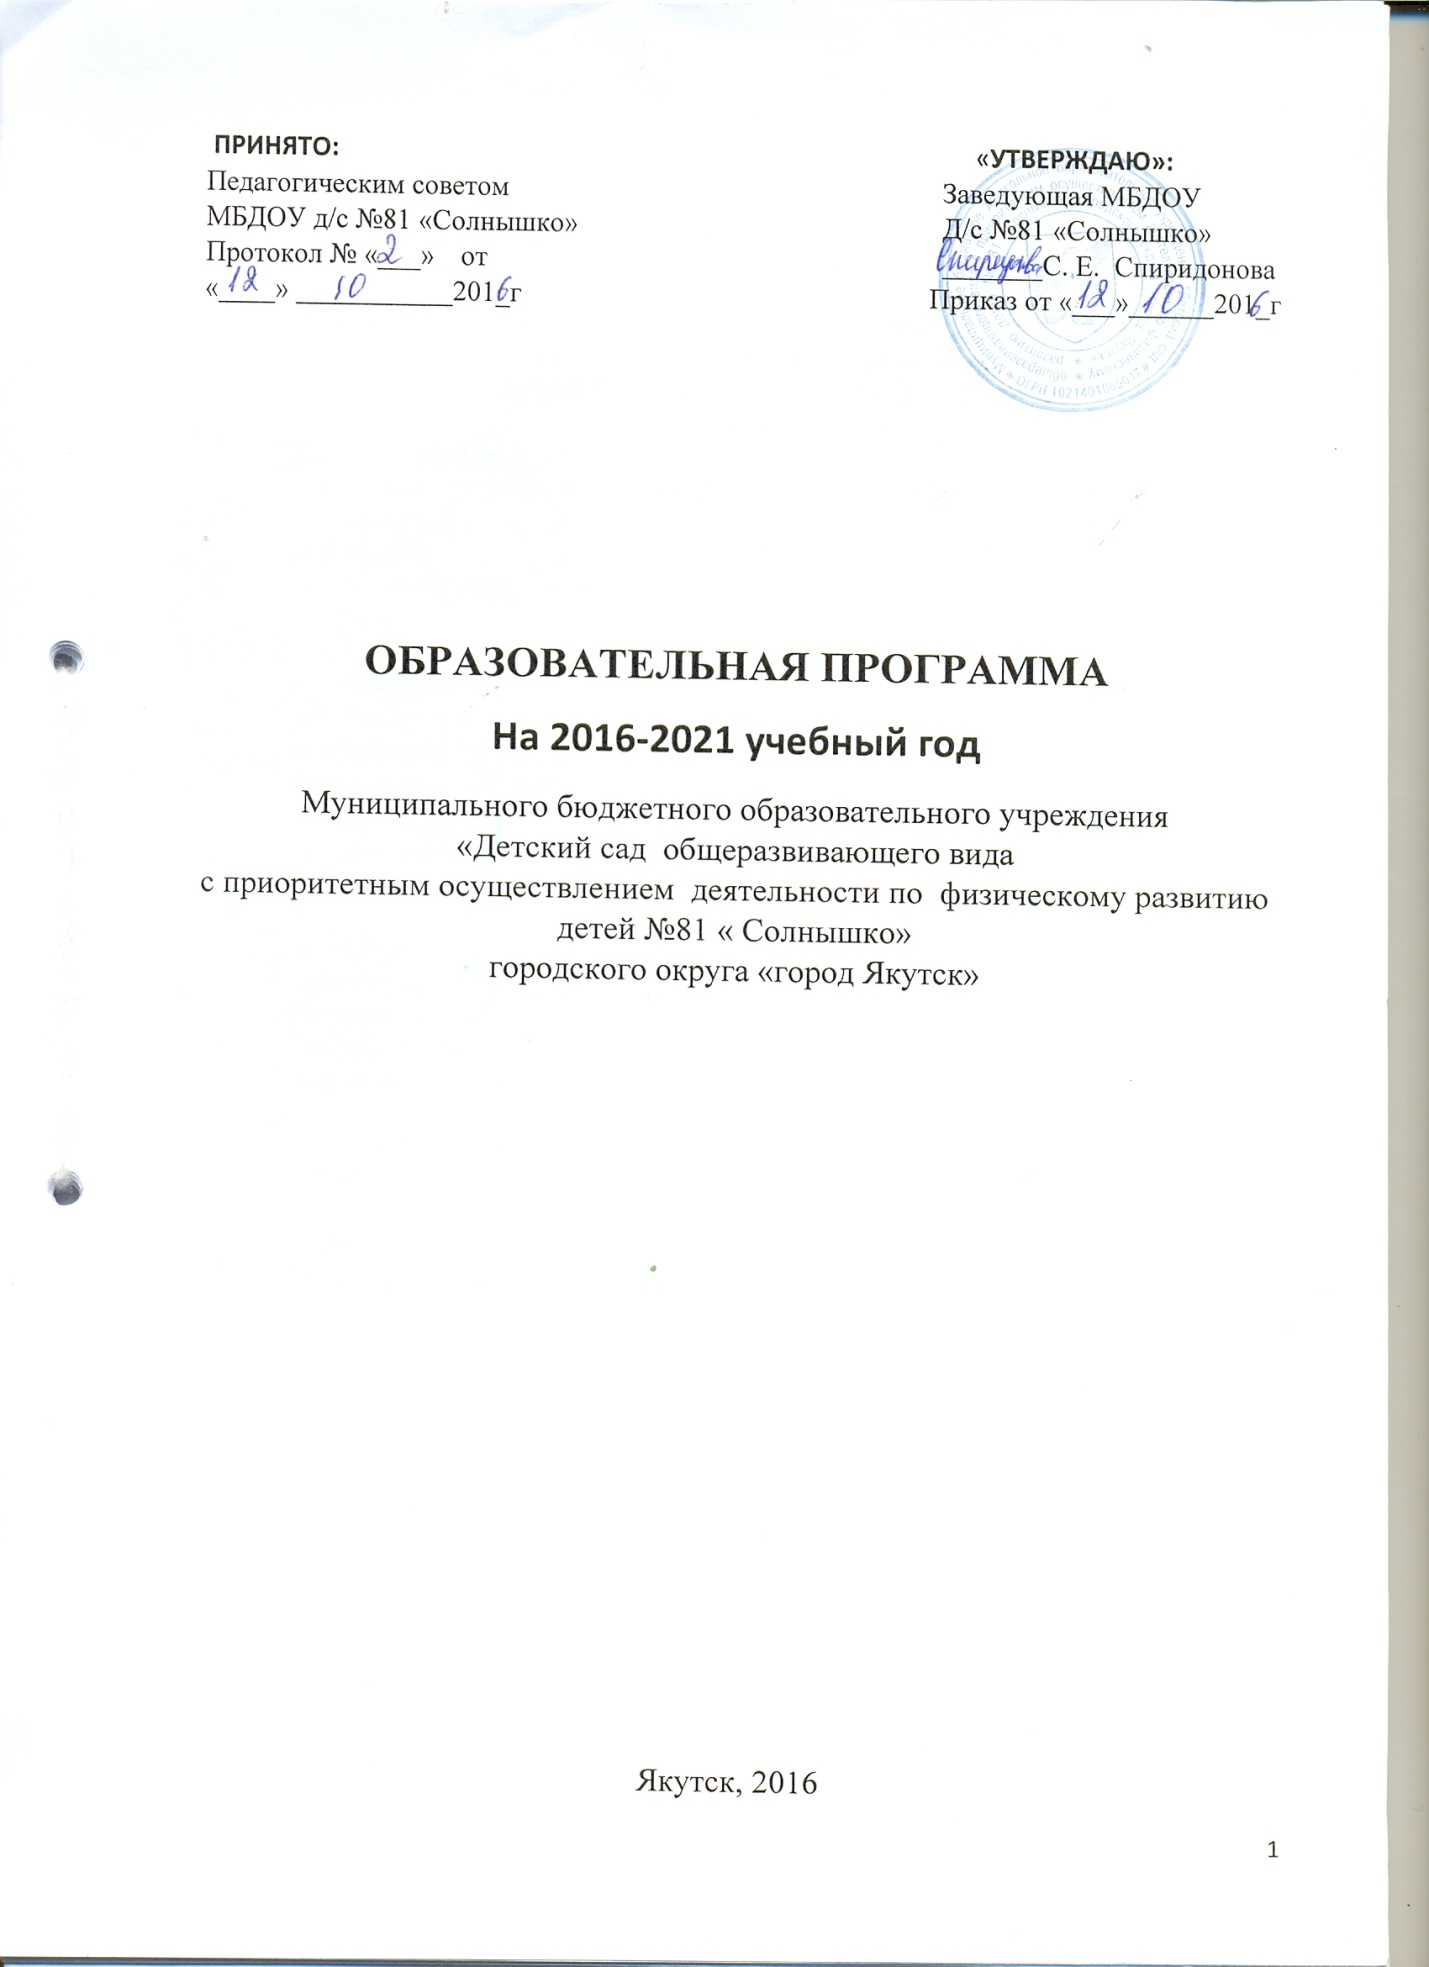 ПРИНЯТО:
Педагогическим советом
МБДОУ д/с №81 «Солнышко»
Протокол № «2» от
«12» 10 2016г
«УТВЕРЖДАЮ»:
Заведующая МБДОУ
Д/с №81 «Солнышко»
С. Е. Спиридонова
Приказ от «12» 10 2016г
ОГРН
ОБРАЗОВАТЕЛЬНАЯ ПРОГРАММА
На 2016-2021 учебный год
Муниципального бюджетного образовательного учреждения
«Детский сад общеразвивающего вида
с приоритетным осуществлением деятельности по физическому развитию
детей №81 « Солнышко»
городского округа «город Якутск»
Якутск, 2016
1